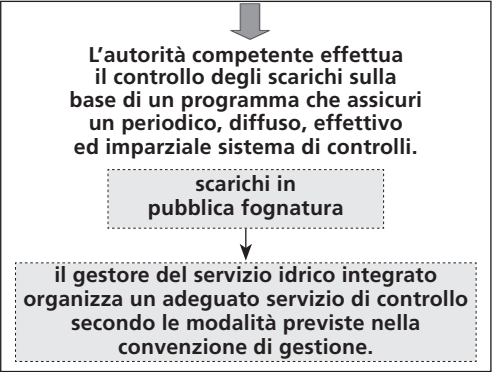 L’autorità competente effettua
il controllo degli scarichi sulla
base di un programma che assicuri
un periodico, diffuso, effettivo
ed imparziale sistema di controlli.
scarichi in
pubblica fognatura
il gestore del servizio idrico integrato
organizza un adeguato servizio di controllo
secondo le modalità previste nella
convenzione di gestione.